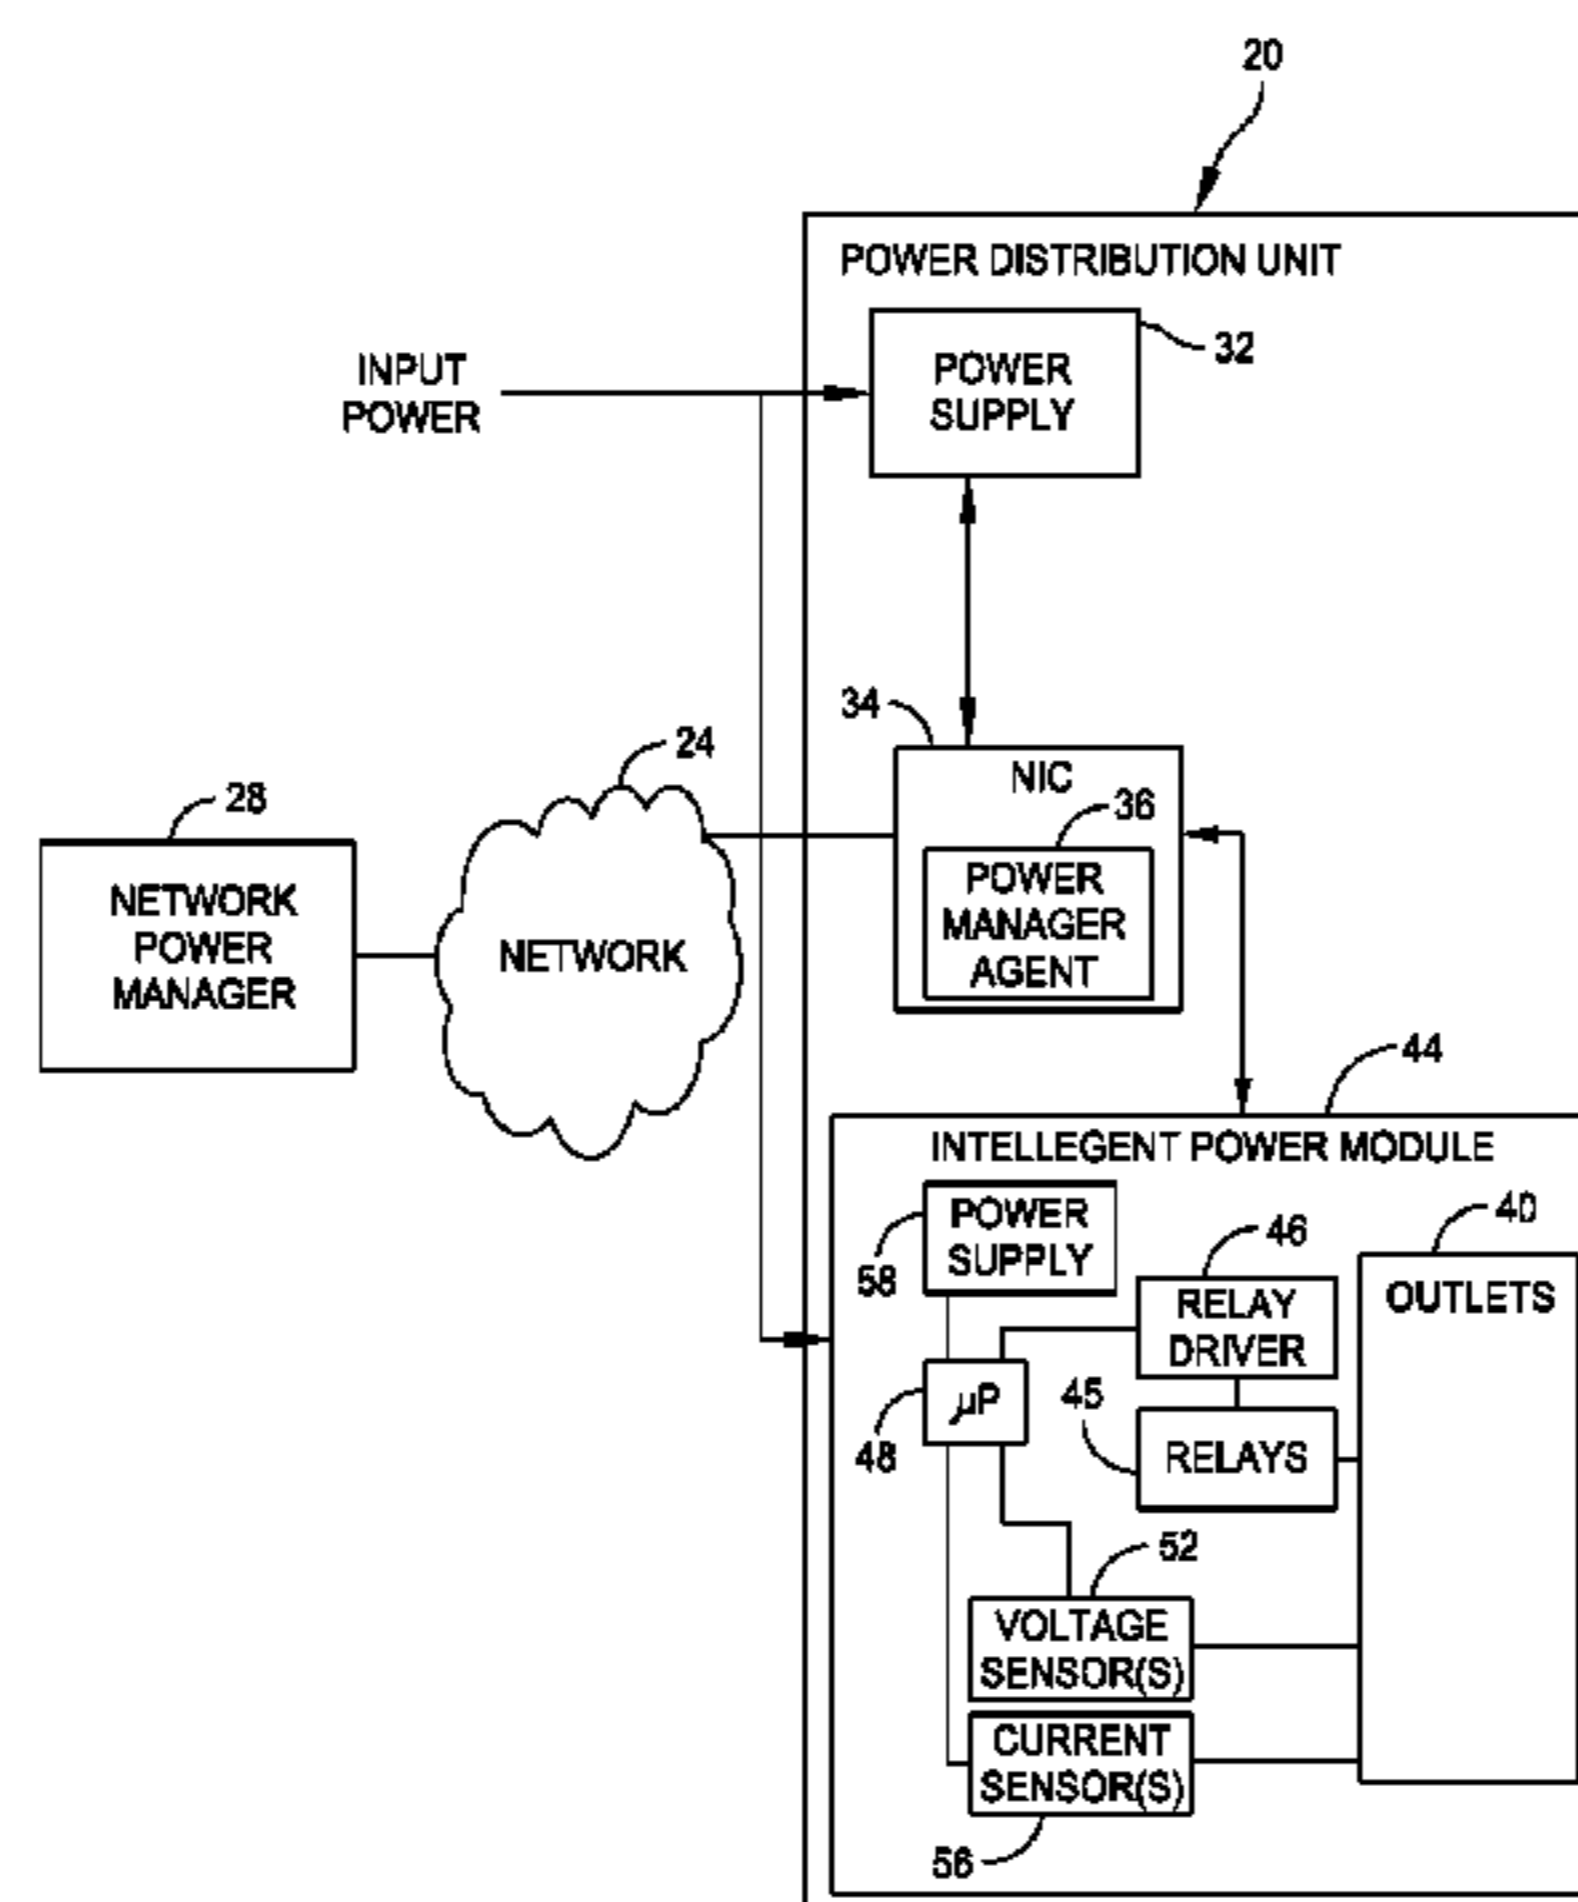 20
POWER DISTRIBUTION UNIT
INPUT
POWER
POWER
SUPPLY
32
34
NIC
36
POWER
MANAGER
AGENT
24
NETWORK
28
NETWORK
POWER
MANAGER
44
INTELLEGENT POWER MODULE
POWER
SUPPLY
58
46
RELAY
DRIVER
40
OUTLETS
µP
48
45
RELAYS
52
VOLTAGE
SENSOR(S)
CURRENT
SENSOR(S)
56